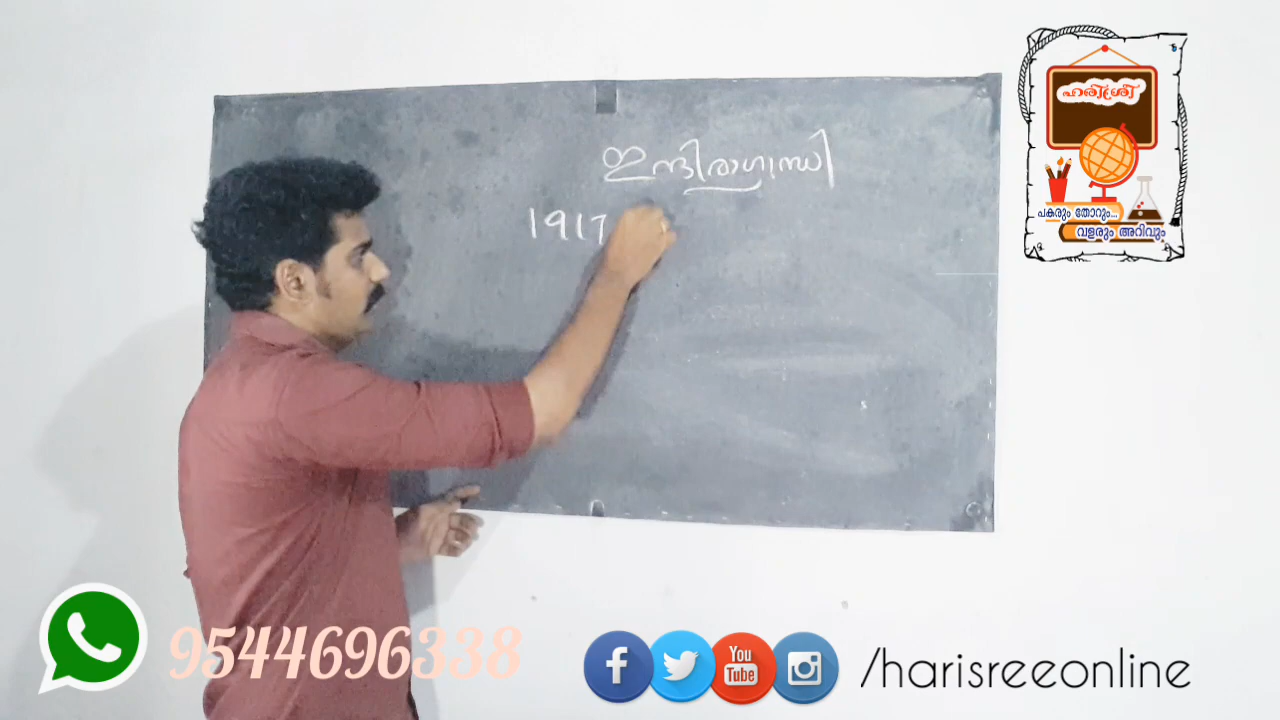 ഇന്ദിരാഗാന്ധി
1917
ഹരിശ്രീ
പകരും തോറും...
വളരും അറിവും
9544696338
You
Tube
/harisreeonline